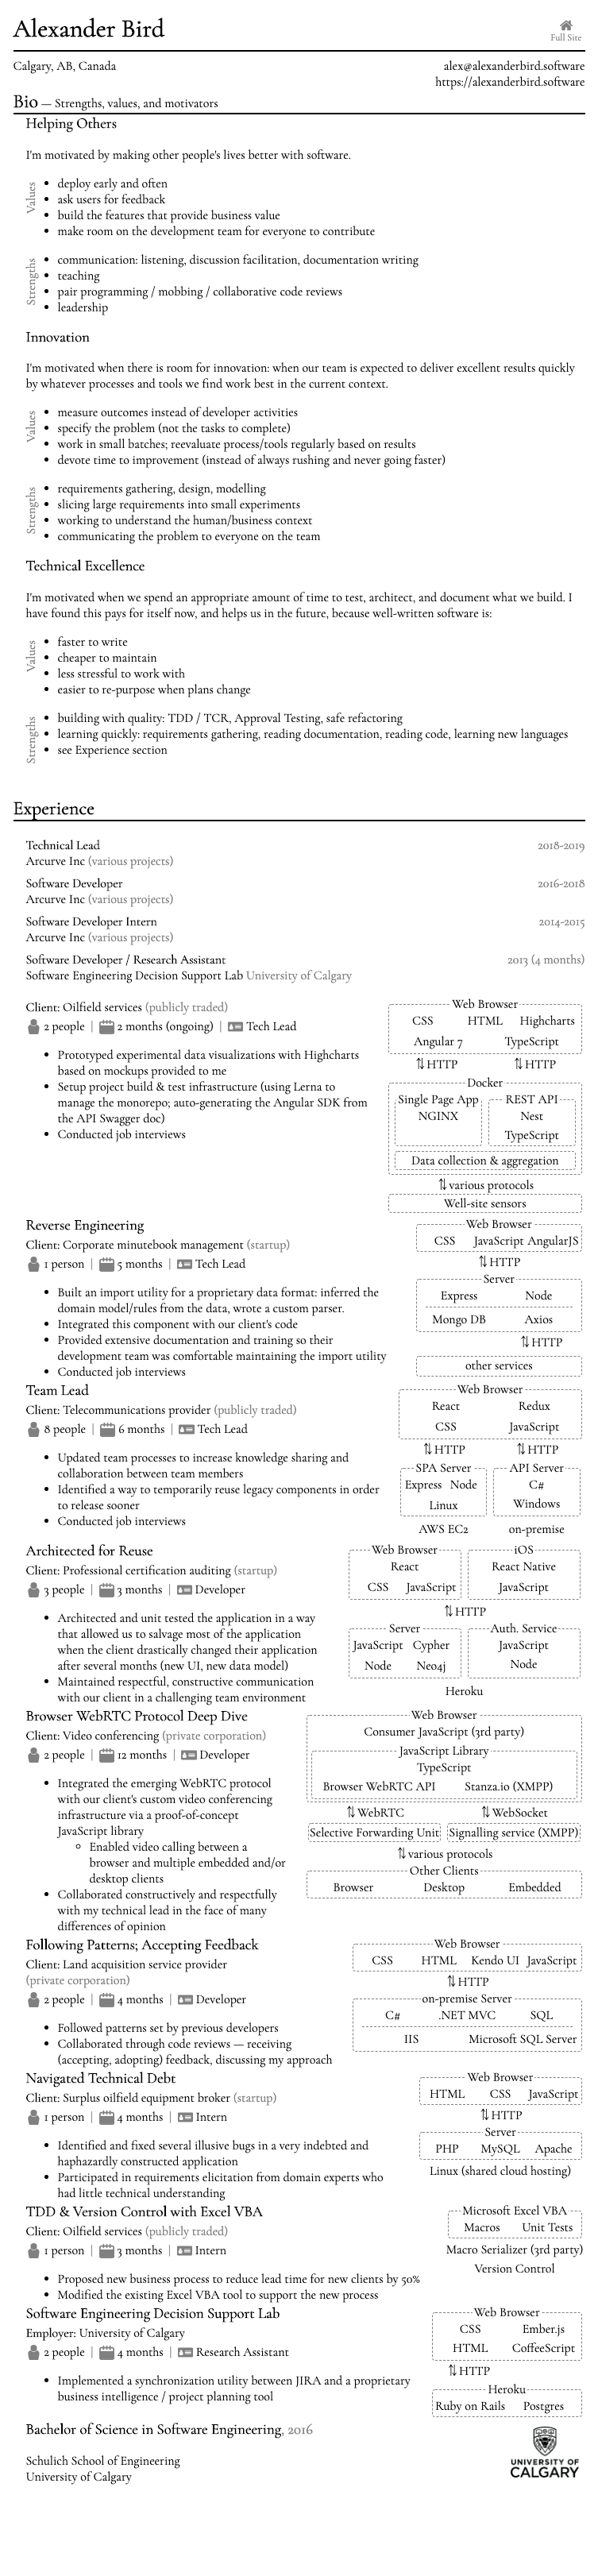 Alexander Bird
Full Site
Calgary, AB, Canada
alex@alexanderbird.software
https://alexanderbird.software
Bio — Strengths, values, and motivators
Helping Others
I'm motivated by making other people's lives better with software.
Values
• deploy early and often
• ask users for feedback
• build the features that provide business value
• make room on the development team for everyone to contribute
Strengths
• communication: listening, discussion facilitation, documentation writing
• teaching
• pair programming / mobbing / collaborative code reviews
• leadership
Innovation
I'm motivated when there is room for innovation: when our team is expected to deliver excellent results quickly
by whatever processes and tools we find work best in the current context.
Values
• measure outcomes instead of developer activities
• specify the problem (not the tasks to complete)
• work in small batches; reevaluate process/tools regularly based on results
• devote time to improvement (instead of always rushing and never going faster)
Strengths
• requirements gathering, design, modelling
• slicing large requirements into small experiments
• working to understand the human/business context
• communicating the problem to everyone on the team
Technical Excellence
I'm motivated when we spend an appropriate amount of time to test, architect, and document what we build. I
have found this pays for itself now, and helps us in the future, because well-written software is:
Values
• faster to write
• cheaper to maintain
• less stressful to work with
• easier to re-purpose when plans change
Strengths
• building with quality: TDD / TCR, Approval Testing, safe refactoring
• learning quickly: requirements gathering, reading documentation, reading code, learning new languages
• see Experience section
Experience
Technical Lead 2018-2019
Arcurve Inc (various projects)
Software Developer 2016-2018
Arcurve Inc (various projects)
Software Developer Intern 2014-2015
Arcurve Inc (various projects)
Software Developer / Research Assistant 2013 (4 months)
Software Engineering Decision Support Lab University of Calgary
Client: Oilfield services (publicly traded)
2 people | 2 months (ongoing) | Tech Lead
• Prototyped experimental data visualizations with Highcharts
based on mockups provided to me
• Setup project build & test infrastructure (using Lerna to
manage the monorepo; auto-generating the Angular SDK from
the API Swagger doc)
• Conducted job interviews
Web Browser
CSS HTML Highcharts
Angular 7 TypeScript
⇅ HTTP ⇅ HTTP
Docker
Single Page App REST API
NGINX Nest
TypeScript
Data collection & aggregation
⇅ various protocols
Well-site sensors
Reverse Engineering
Client: Corporate minutebook management (startup)
1 person | 5 months | Tech Lead
• Built an import utility for a proprietary data format: inferred the
domain model/rules from the data, wrote a custom parser.
• Integrated this component with our client's code
• Provided extensive documentation and training so their
development team was comfortable maintaining the import utility
• Conducted job interviews
Web Browser
CSS JavaScript AngularJS
⇅ HTTP
Server
Express Node
Mongo DB Axios
⇅ HTTP
other services
Team Lead
Client: Telecommunications provider (publicly traded)
8 people | 6 months | Tech Lead
• Updated team processes to increase knowledge sharing and
collaboration between team members
• Identified a way to temporarily reuse legacy components in order
to release sooner
• Conducted job interviews
Web Browser
React Redux
CSS JavaScript
⇅ HTTP ⇅ HTTP
SPA Server API Server
Express Node C#
Linux Windows
AWS EC2 on-premise
Architected for Reuse
Client: Professional certification auditing (startup)
3 people | 3 months | Developer
• Architected and unit tested the application in a way
that allowed us to salvage most of the application
when the client drastically changed their application
after several months (new UI, new data model)
• Maintained respectful, constructive communication
with our client in a challenging team environment
Web Browser iOS
React React Native
CSS JavaScript JavaScript
⇅ HTTP
Server Auth. Service
JavaScript Cypher JavaScript
Node Neo4j Node
Heroku
Browser WebRTC Protocol Deep Dive
Client: Video conferencing (private corporation)
2 people | 12 months | Developer
• Integrated the emerging WebRTC protocol
with our client's custom video conferencing
infrastructure via a proof-of-concept
JavaScript library
◦ Enabled video calling between a
browser and multiple embedded and/or
desktop clients
• Collaborated constructively and respectfully
with my technical lead in the face of many
differences of opinion
Web Browser
Consumer JavaScript (3rd party)
JavaScript Library
TypeScript
Browser WebRTC API Stanza.io (XMPP)
⇅ WebRTC ⇅ WebSocket
Selective Forwarding Unit Signalling service (XMPP)
⇅ various protocols
Other Clients
Browser Desktop Embedded
Following Patterns; Accepting Feedback
Client: Land acquisition service provider
(private corporation)
2 people | 4 months | Developer
• Followed patterns set by previous developers
• Collaborated through code reviews — receiving
(accepting, adopting) feedback, discussing my approach
Web Browser
CSS HTML Kendo UI JavaScript
⇅ HTTP
on-premise Server
C# .NET MVC SQL
IIS Microsoft SQL Server
Navigated Technical Debt
Client: Surplus oilfield equipment broker (startup)
1 person | 4 months | Intern
• Identified and fixed several illusive bugs in a very indebted and
haphazardly constructed application
• Participated in requirements elicitation from domain experts who
had little technical understanding
Web Browser
HTML CSS JavaScript
⇅ HTTP
Server
PHP MySQL Apache
Linux (shared cloud hosting)
TDD & Version Control with Excel VBA
Client: Oilfield services (publicly traded)
1 person | 3 months | Intern
• Proposed new business process to reduce lead time for new clients by 50%
• Modified the existing Excel VBA tool to support the new process
Microsoft Excel VBA
Macros Unit Tests
Macro Serializer (3rd party)
Version Control
Software Engineering Decision Support Lab
Employer: University of Calgary
2 people | 4 months | Research Assistant
• Implemented a synchronization utility between JIRA and a proprietary
business intelligence / project planning tool
Web Browser
CSS Ember.js
HTML CoffeeScript
⇅ HTTP
Heroku
Ruby on Rails Postgres
Bachelor of Science in Software Engineering, 2016
Schulich School of Engineering
University of Calgary
UNIVERSITY OF
CALGARY